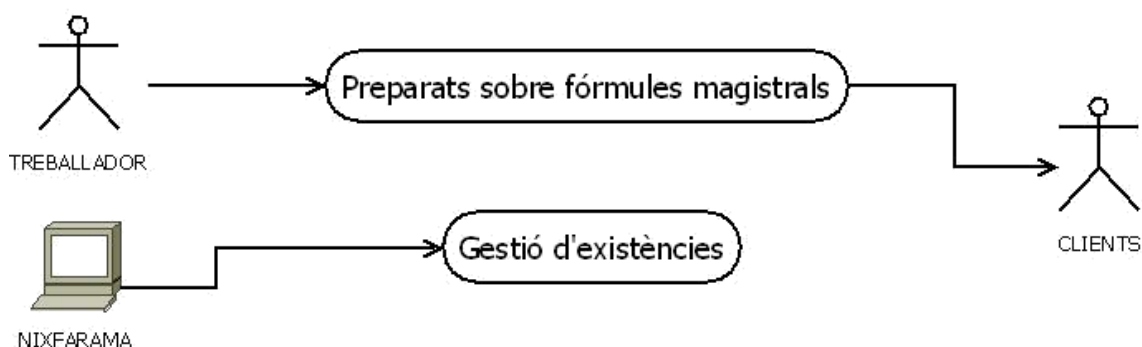 Preparats sobre fórmules magistrals
TREBALLADOR
Gestió d'existències
CLIENTS
NIXFARAMA